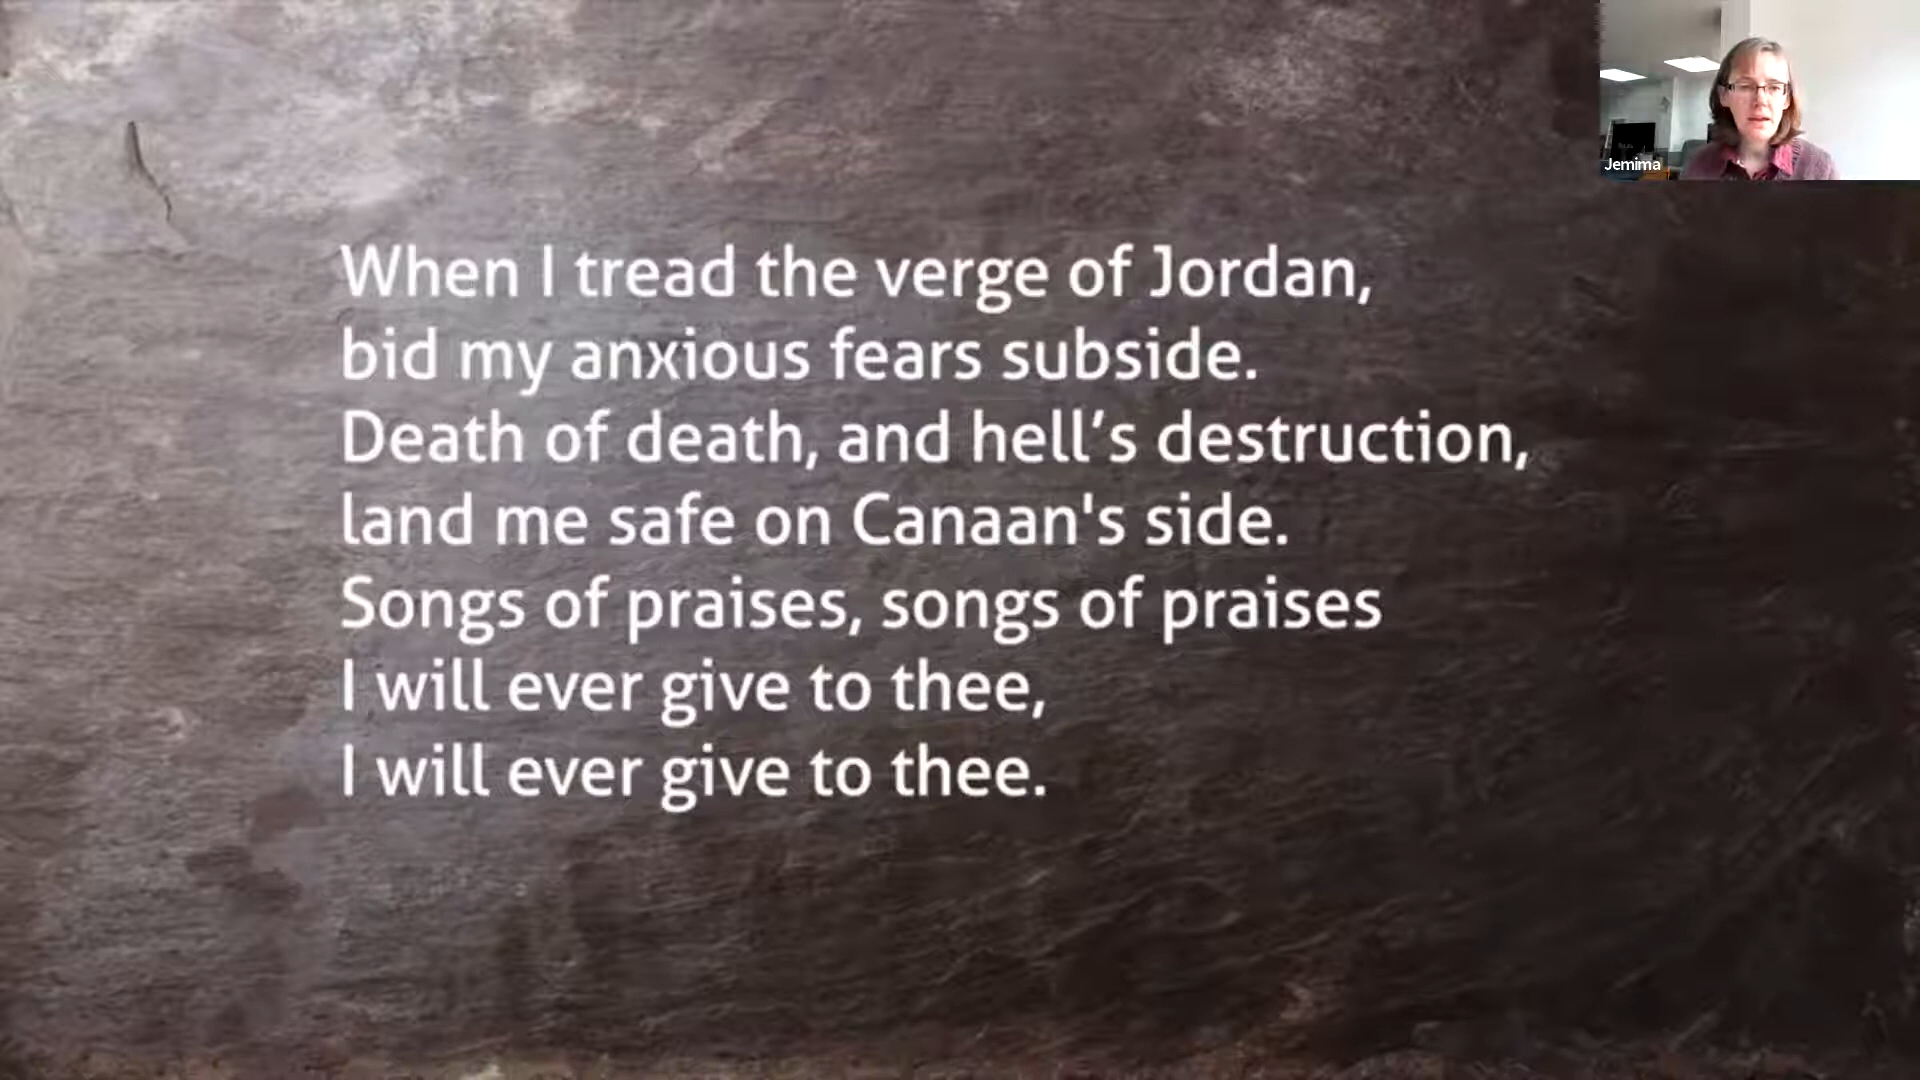 When I tread the verge of Jordan,
bid my anxious fears subside.
Death of death, and hell’s destruction,
land me safe on Canaan's side.
Songs of praises, songs of praises
I will ever give to thee,
I will ever give to thee.
Jemima